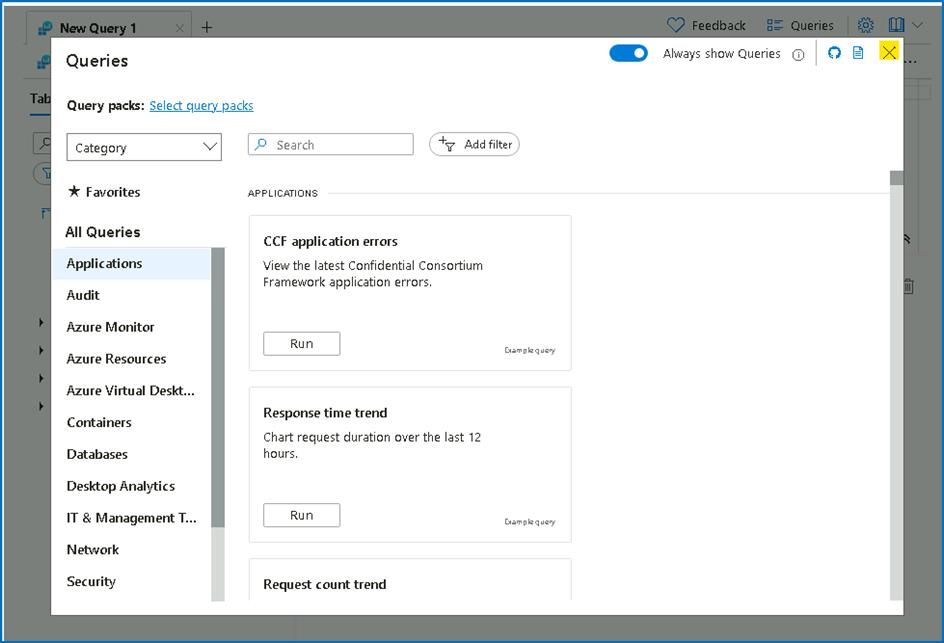 New Query 1
Feedback
Queries
Tab
Queries
Always show Queries
Query packs: Select query packs
Category
Search
Add filter
★ Favorites
All Queries
Applications
Audit
Azure Monitor
Azure Resources
Azure Virtual Deskt...
Containers
Databases
Desktop Analytics
IT & Management T...
Network
Security
APPLICATIONS
CCF application errors
View the latest Confidential Consortium
Framework application errors.
Run
Example query
Response time trend
Chart request duration over the last 12
hours.
Run
Example query
Request count trend